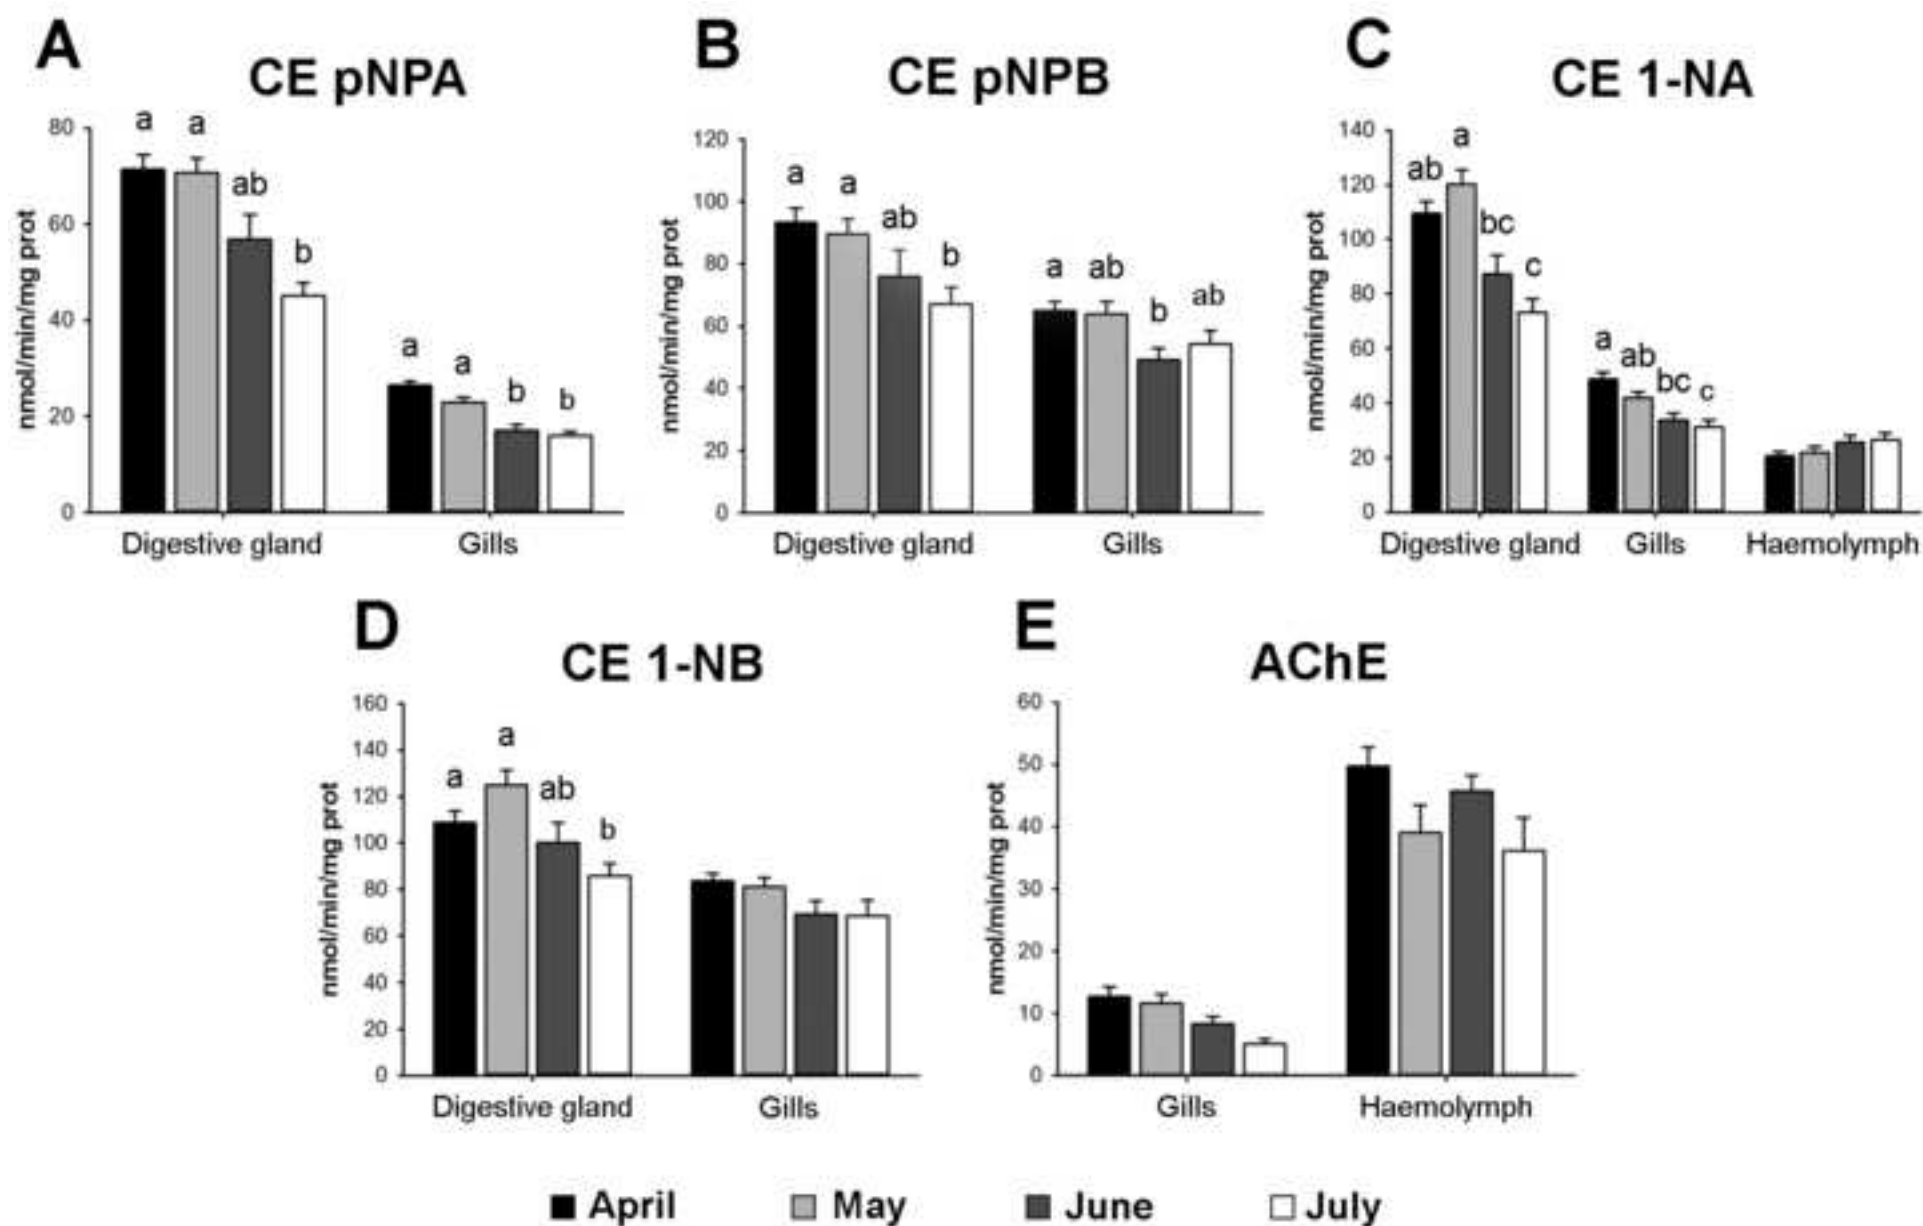 A
CE pNPA
a a ab b
a a b b
nmol/min/mg prot
80
60
40
20
0
Digestive gland Gills
B
CE pNPB
a a ab b
a ab b ab
nmol/min/mg prot
120
100
80
60
40
20
0
Digestive gland Gills
C
CE 1-NA
ab a bc c
a ab bc c
nmol/min/mg prot
140
120
100
80
60
40
20
0
Digestive gland Gills Haemolymph
D
CE 1-NB
a a ab b
nmol/min/mg prot
160
140
120
100
80
60
40
20
0
Digestive gland Gills
E
AChE
nmol/min/mg prot
60
50
40
30
20
10
0
Gills Haemolymph
April May June July